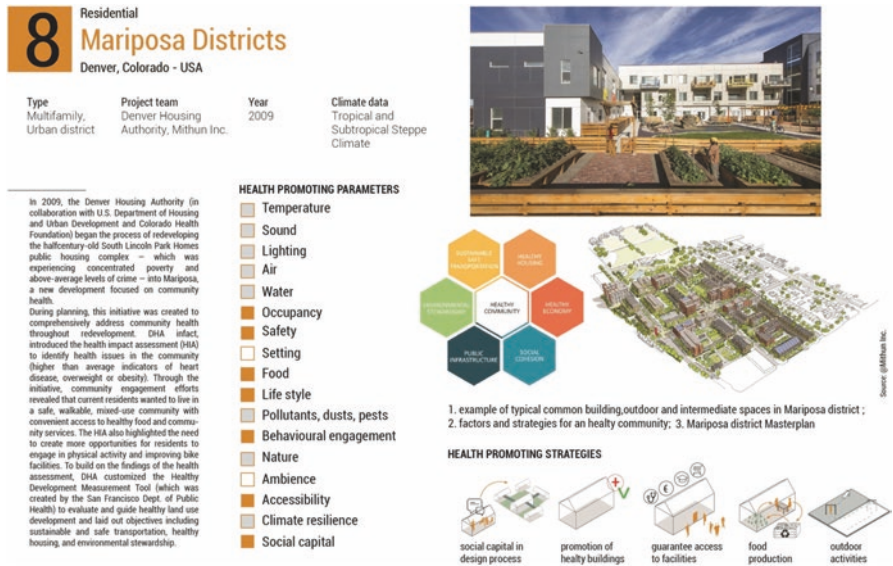 8
Residential
Mariposa Districts
Denver, Colorado - USA
Type
Multifamily,
Urban district
Project team
Denver Housing
Authority, Mithun Inc.
Year
2009
Climate data
Tropical and
Subtropical Steppe
Climate
In 2009, the Denver Housing Authority (in
collaboration with U.S. Department of Housing
and Urban Development and Colorado Health
Foundation) began the process of redeveloping
the halfcentury-old South Lincoln Park Homes
public housing complex — which was
experiencing concentrated poverty and
above-average levels of crime — into Mariposa,
a new development focused on community
health.
During planning, this initiative was created to
comprehensively address community health
throughout redevelopment. DHA infact,
introduced the health impact assessment (HIA)
to identify health issues in the community
(higher than average indicators of heart
disease, overweight or obesity). Through the
initiative, community engagement efforts
revealed that current residents wanted to live in
a safe, walkable, mixed-use community with
convenient access to healthy food and commu-
nity services. The HIA also highlighted the need
to create more opportunities for residents to
engage in physical activity and improving bike
facilities. To build on the findings of the health
assessment, DHA customized the Healthy
Development Measurement Tool (which was
created by the San Francisco Dept. of Public
Health) to evaluate and guide healthy land use
development and laid out objectives including
sustainable and safe transportation, healthy
housing, and environmental stewardship.
HEALTH PROMOTING PARAMETERS
Temperature
Sound
Lighting
Air
Water
Occupancy
Safety
Setting
Food
Life style
Pollutants, dusts, pests
Behavioural engagement
Nature
Ambience
Accessibility
Climate resilience
Social capital
SUSTAINABLE
SAFE
TRANSPORTATION
HEALTHY
HOUSING
ENVIRONMENTAL
STEWARDSHIP
HEALTHY
COMMUNITY
HEALTHY
ECONOMY
PUBLIC
INFRASTRUCTURE
SOCIAL
COHESION
Source: @Mithun Inc.
1. example of typical common building,outdoor and intermediate spaces in Mariposa district ;
2. factors and strategies for an healty community; 3. Mariposa district Masterplan
HEALTH PROMOTING STRATEGIES
social capital in
design process
promotion of
healty buildings
guarantee access
to facilities
food
production
outdoor
activities